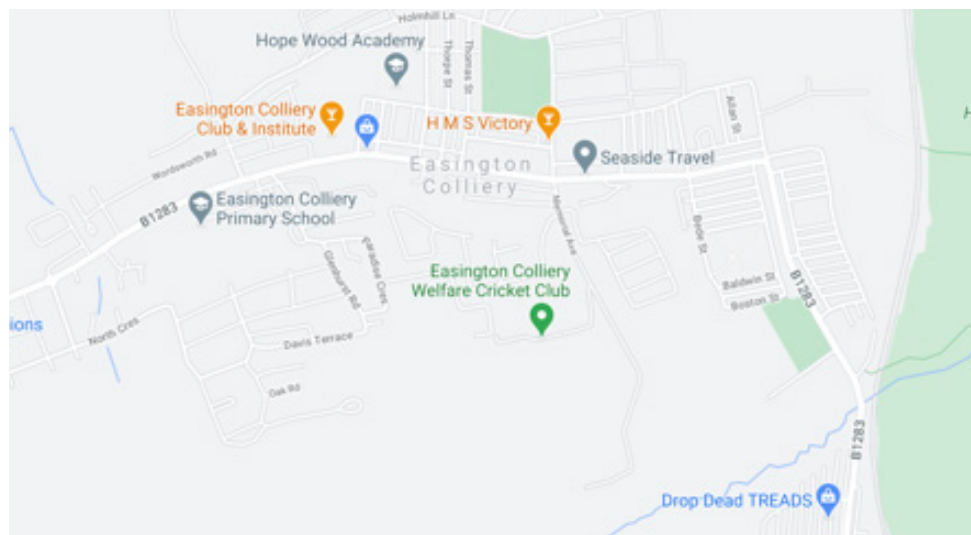 Holmhill Ln
Hope Wood Academy
Thorpe St
Thomas St
Allan St
H
Easington Colliery
Club & Institute
H M S Victory
Seaside Travel
Easington
Colliery
Wordsworth Rd
B1283
Easington Colliery
Primary School
Memorial Ave
Bede St
paradise Cres
Glenhurst Rd
Easington Colliery
Welfare Cricket Club
Baldwin St
Boston St
B1283
ions
North Cres
Davis Terrace
Oak Rd
B1283
Drop Dead TREADS